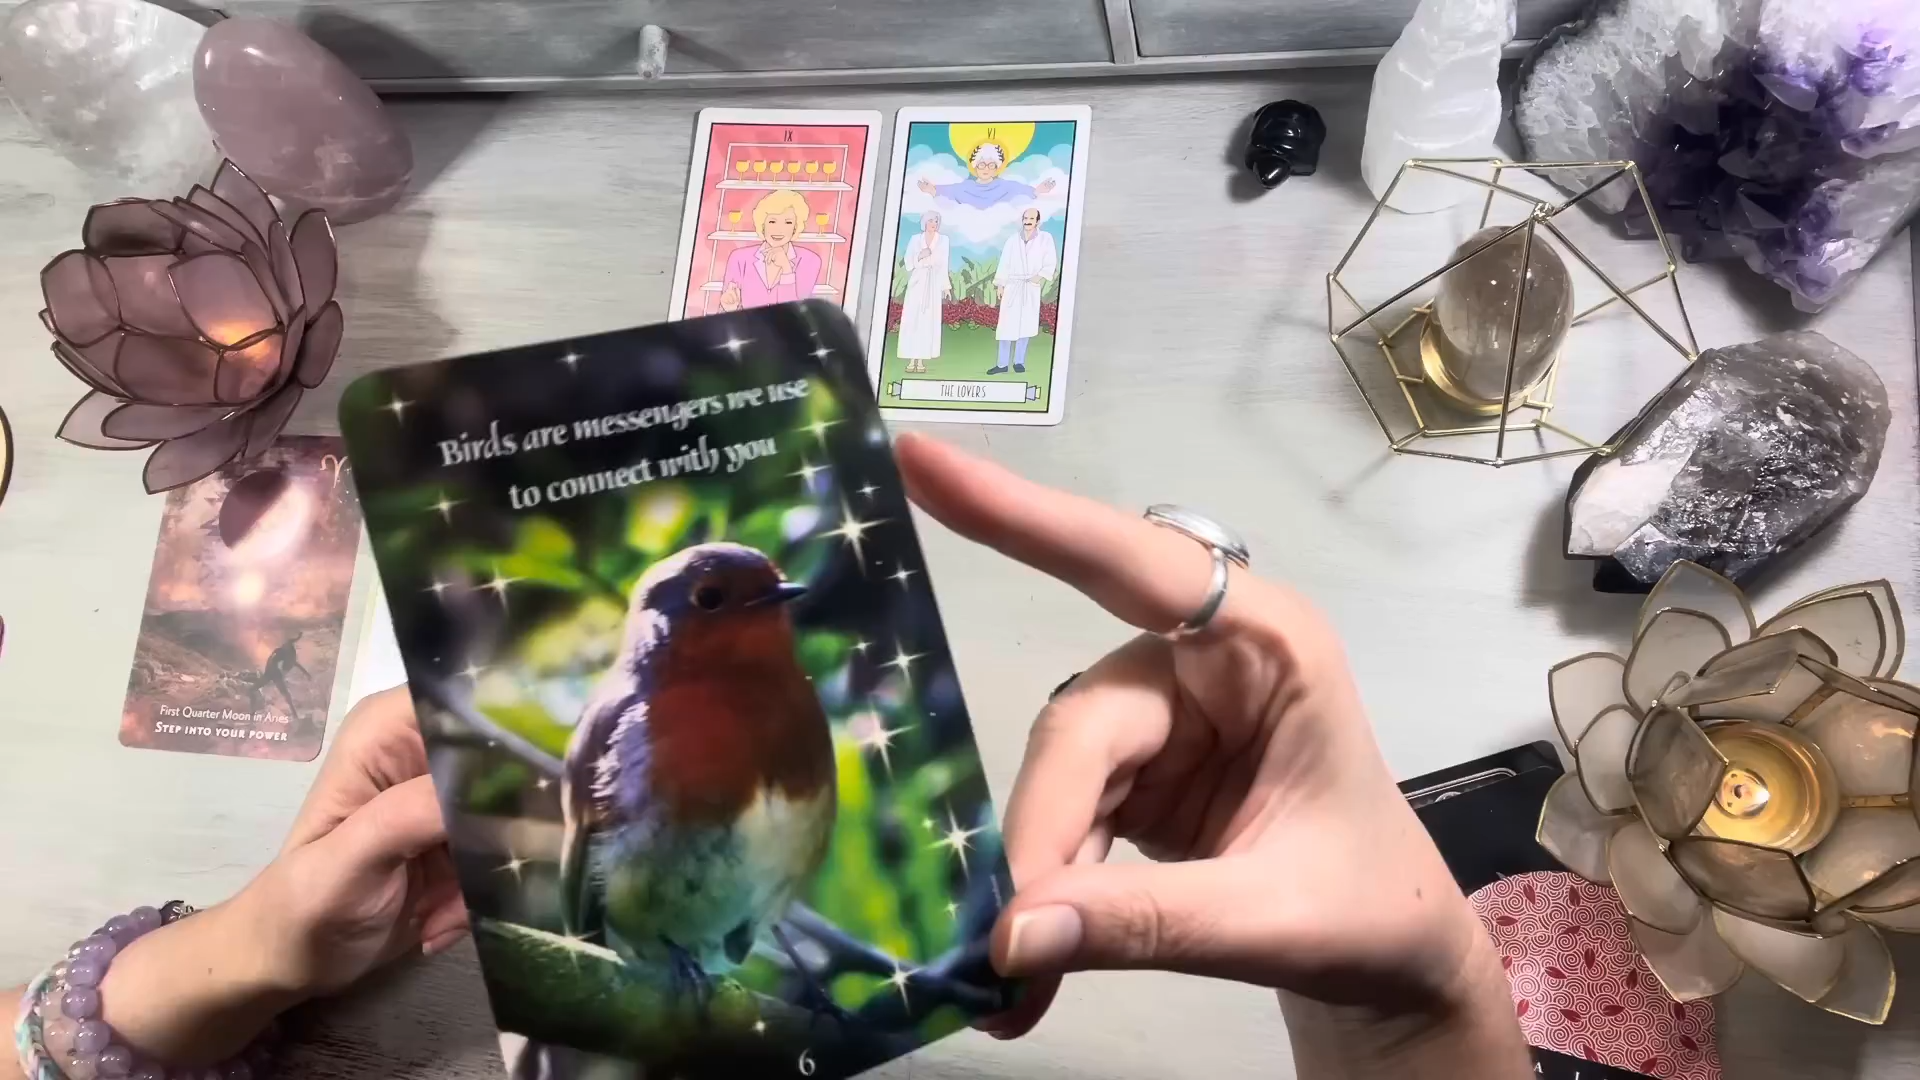 IX
VI
THE LOVERS
Birds are messengers we use
to connect with you
6
First Quarter Moon in Aries
STEP INTO YOUR POWER